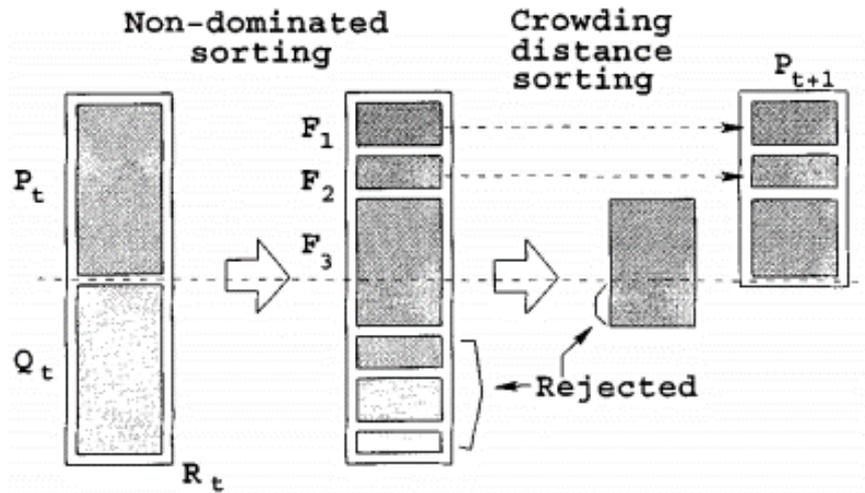 Non-dominated
sorting
Crowding
distance
sorting
P t+1
F 1
P t
F 2
F 3
Q t
Rejected
R t